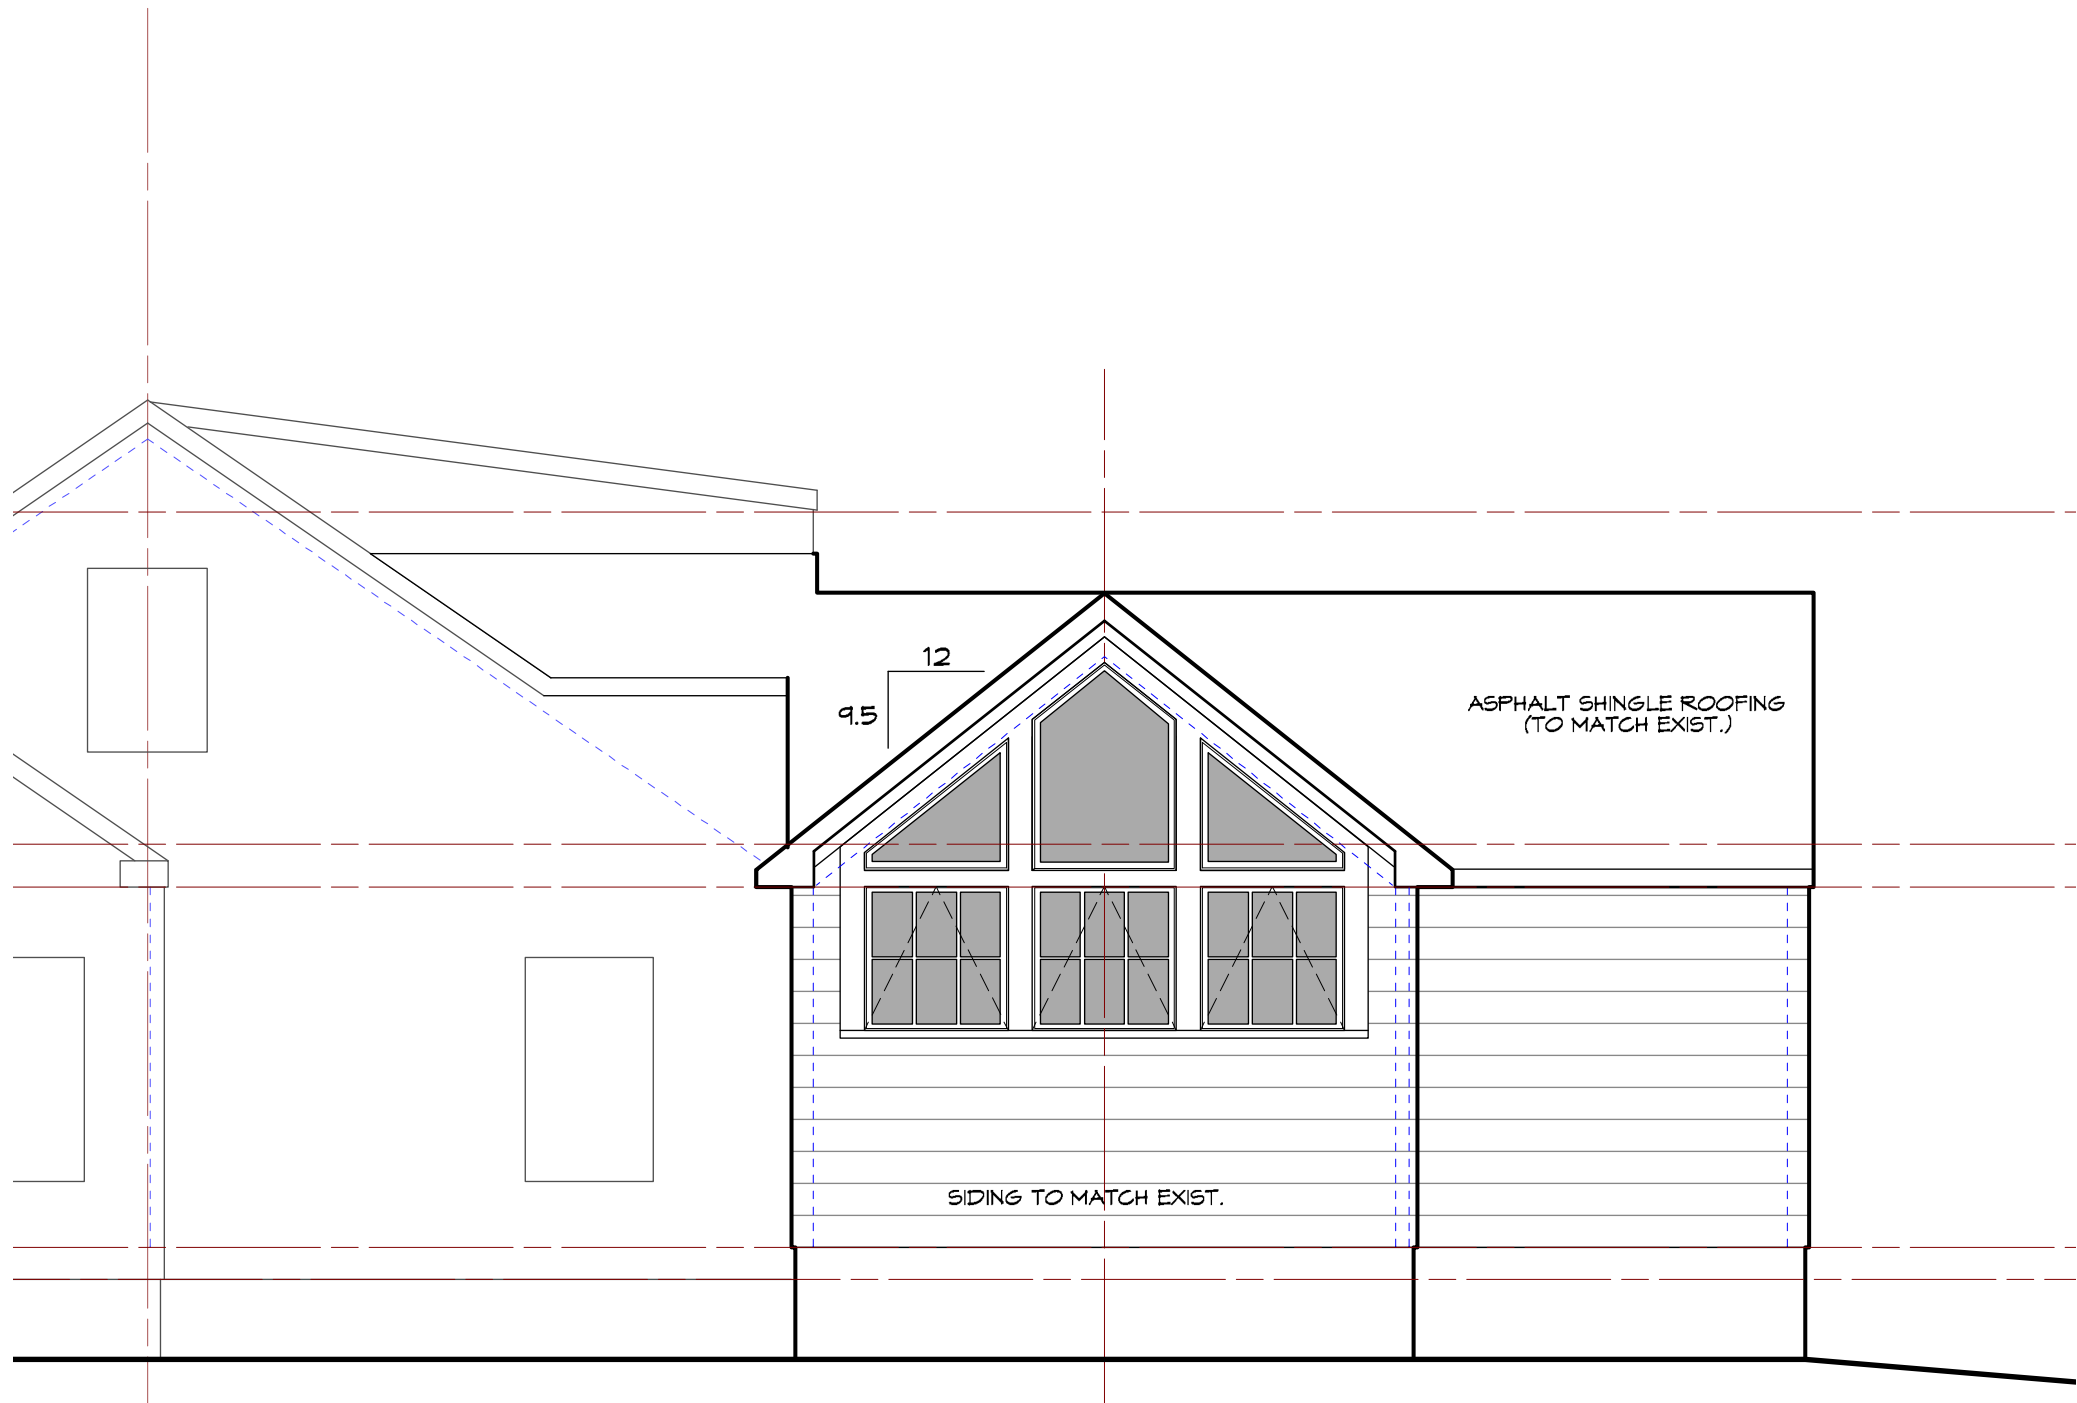 12
9.5
ASPHALT SHINGLE ROOFING
(TO MATCH EXIST.)
SIDING TO MATCH EXIST.